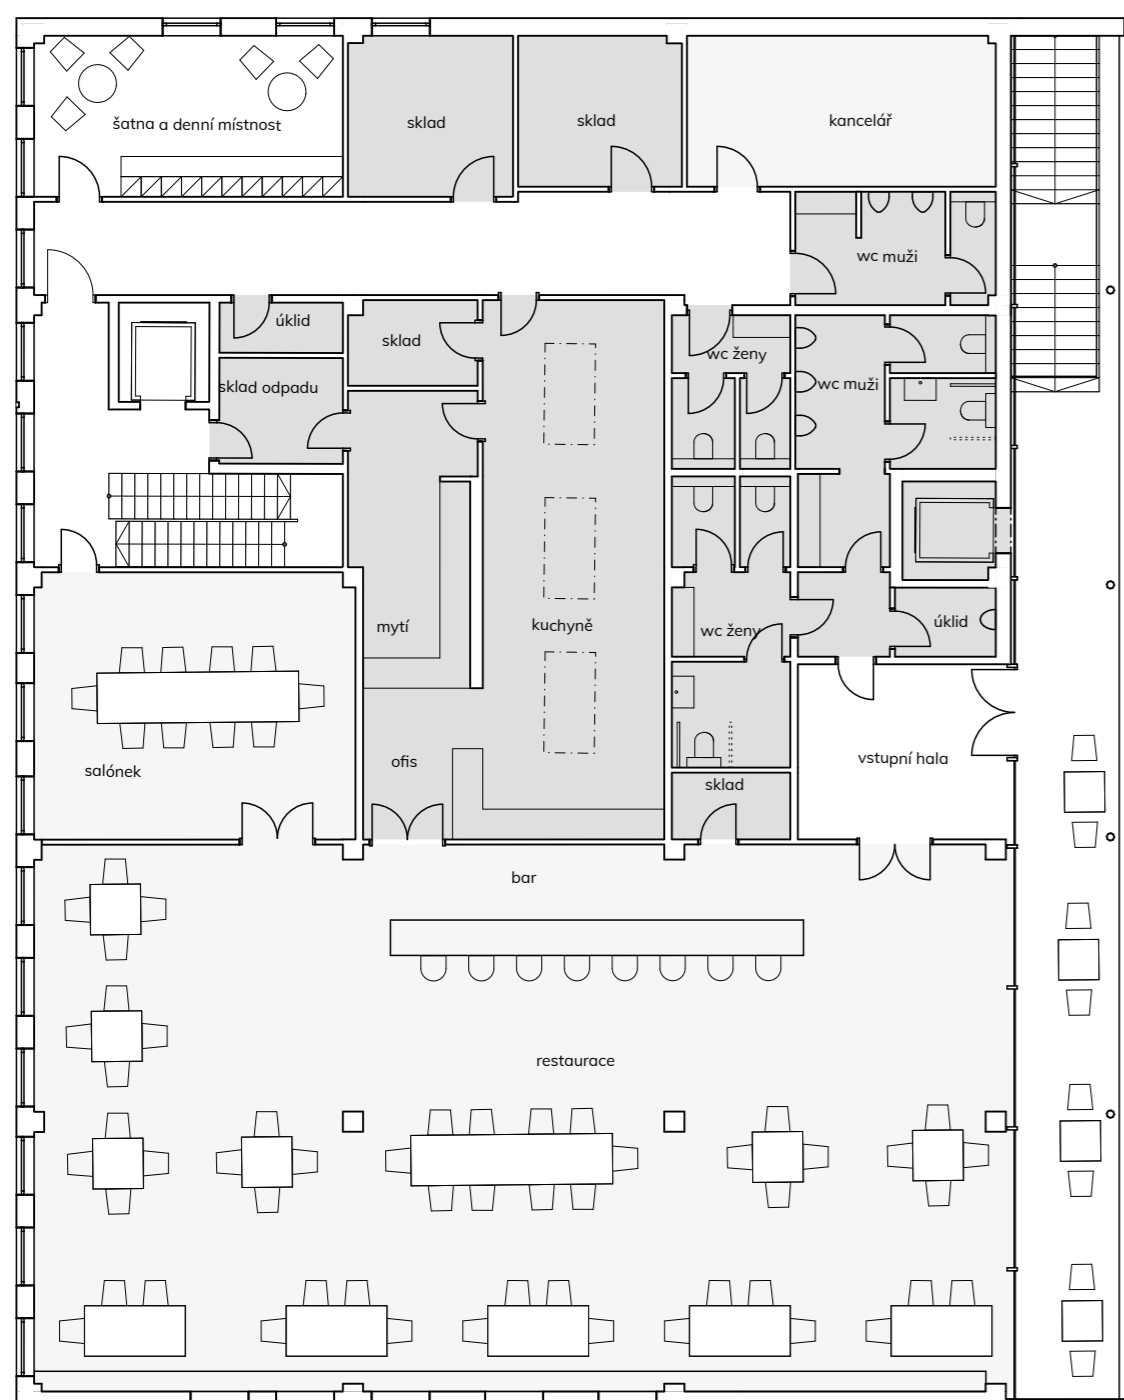 šatna a denní místnost
sklad
sklad
kancelář
wc muži
úklid
sklad
wc ženy
sklad odpadu
wc muži
mytí
kuchyně
wc ženy
úklid
salónek
ofis
vstupní hala
sklad
bar
restaurace